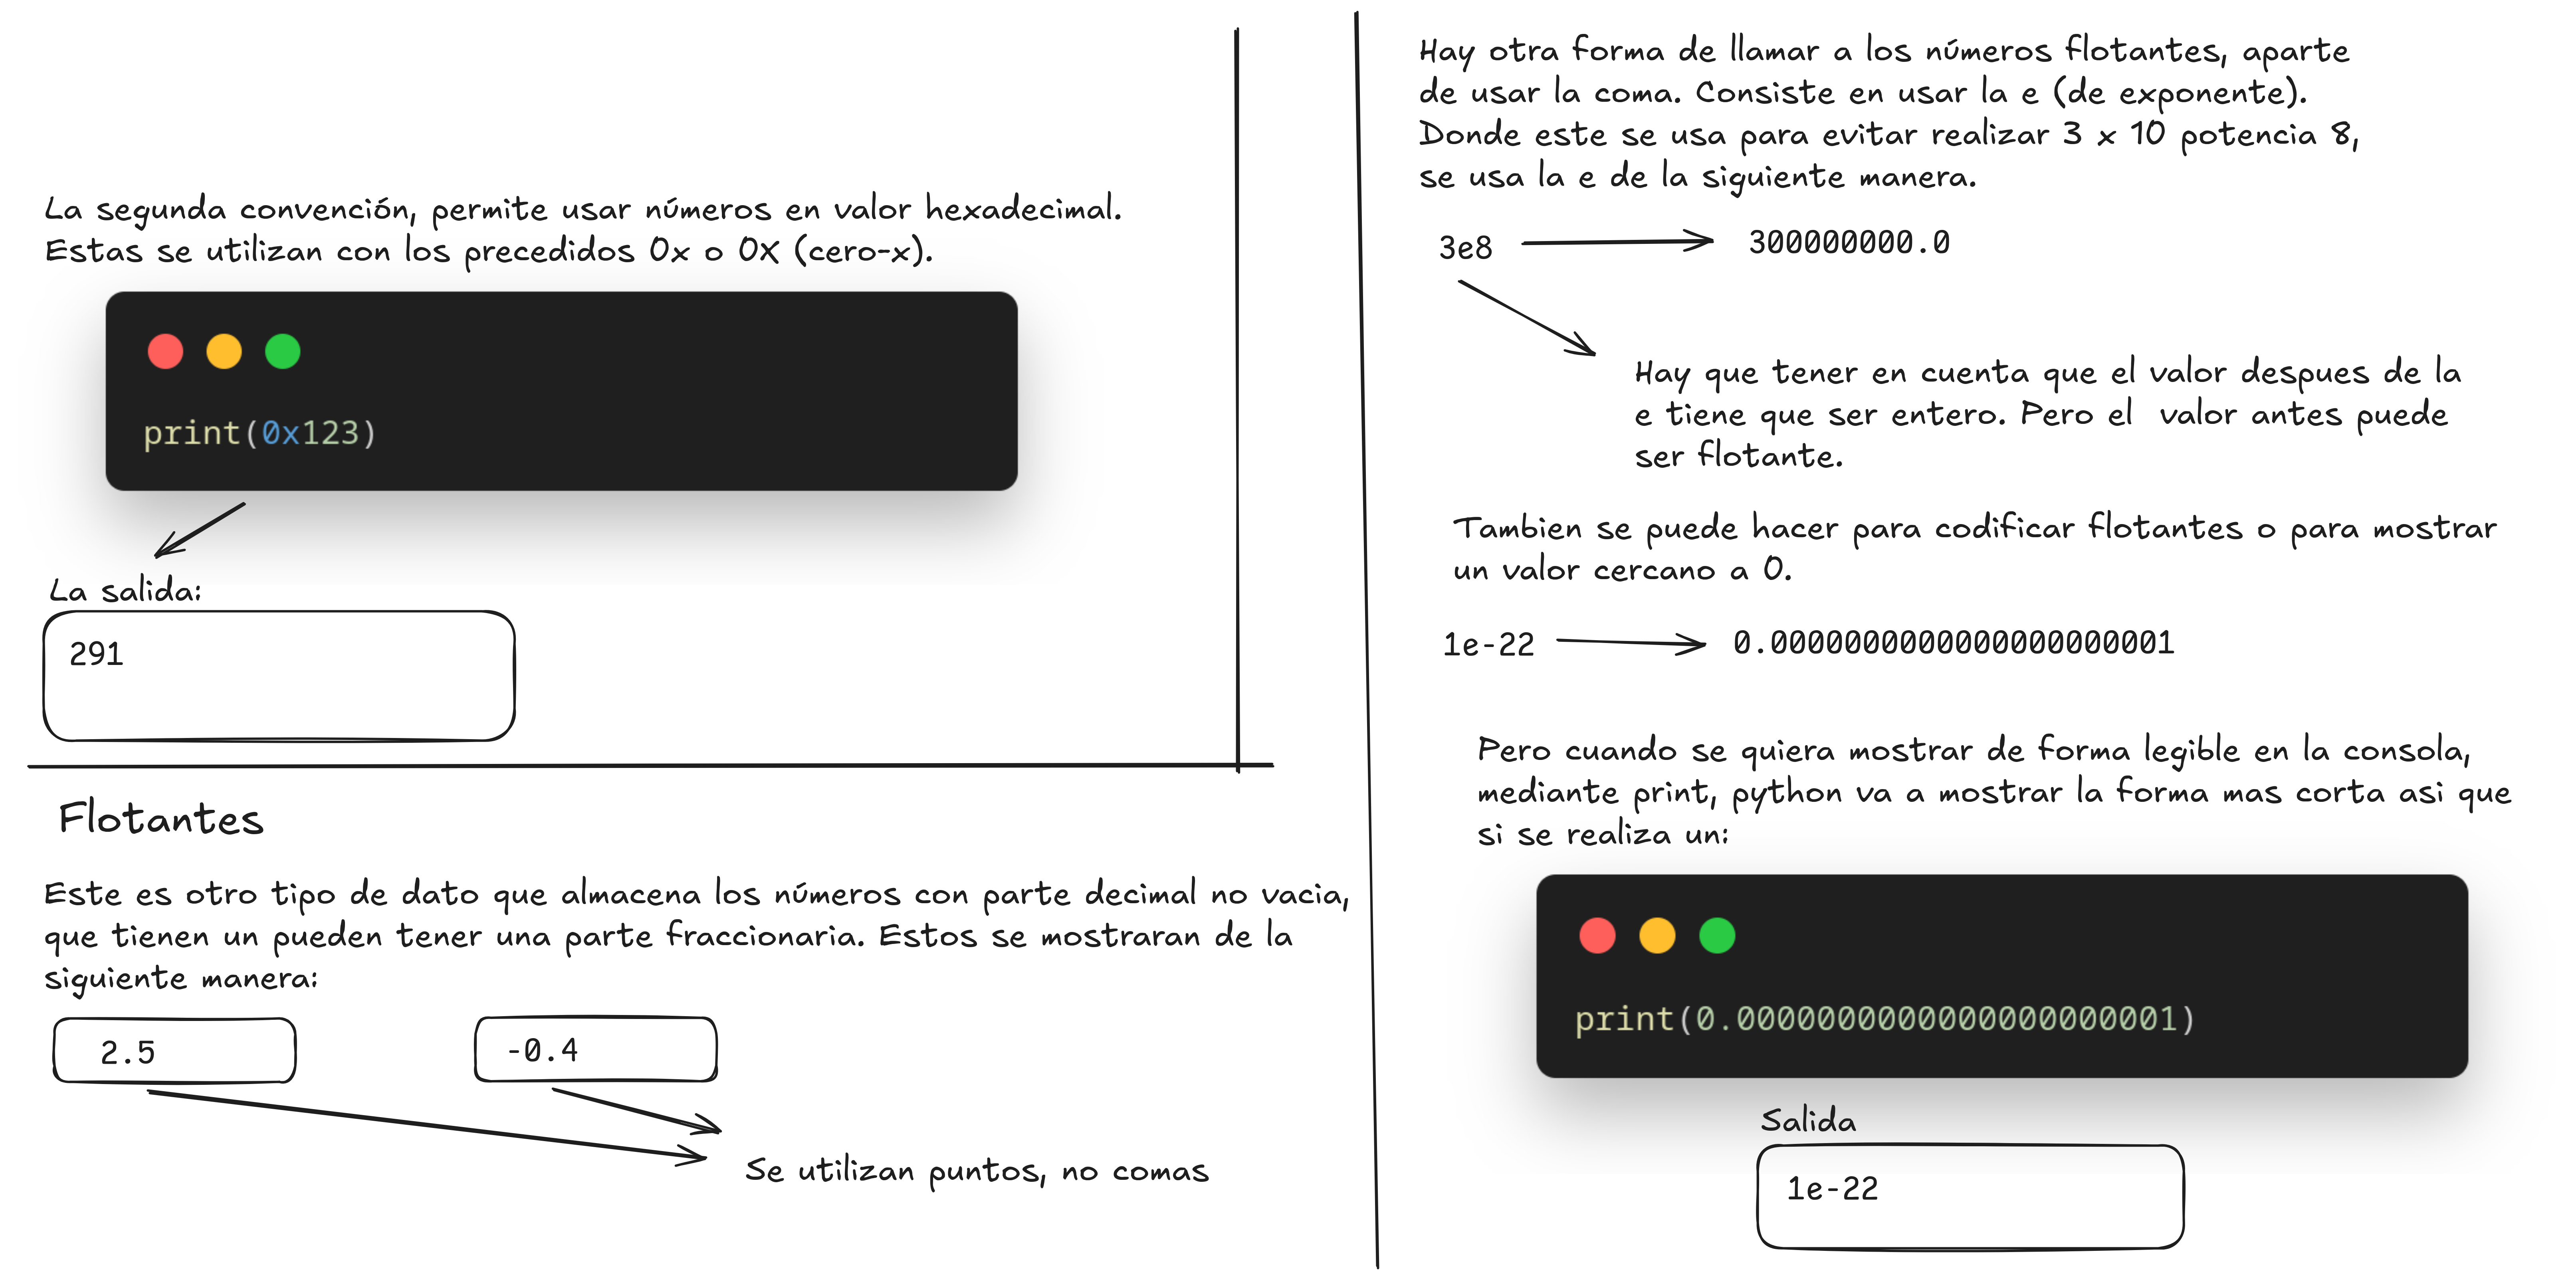 La segunda convención, permite usar números en valor hexadecimal.
Estas se utilizan con los precedidos 0x o 0X (cero-x).
print(0x123)
La salida:
291
Flotantes
Este es otro tipo de dato que almacena los números con parte decimal no vacia,
que tienen un pueden tener una parte fraccionaria. Estos se mostraran de la
siguiente manera:
2.5
-0.4
Se utilizan puntos, no comas
Hay otra forma de llamar a los números flotantes, aparte
de usar la coma. Consiste en usar la e (de exponente).
Donde este se usa para evitar realizar 3 x 10 potencia 8,
se usa la e de la siguiente manera.
3e8
300000000.0
Hay que tener en cuenta que el valor despues de la
e tiene que ser entero. Pero el  valor antes puede
ser flotante.
Tambien se puede hacer para codificar flotantes o para mostrar
un valor cercano a 0.
1e-22
0.0000000000000000000001
Pero cuando se quiera mostrar de forma legible en la consola,
mediante print, python va a mostrar la forma mas corta asi que
si se realiza un:
print(0.0000000000000000000001)
Salida
1e-22